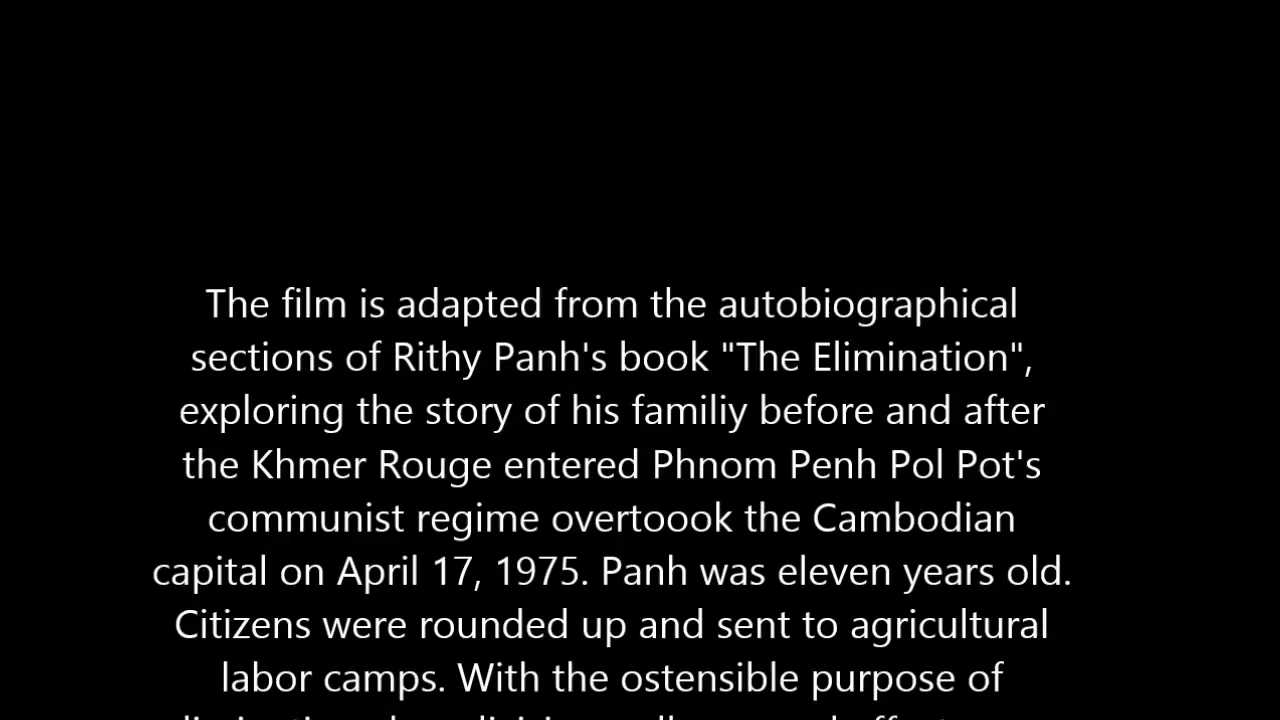 The film is adapted from the autobiographical
sections of Rithy Panh's book "The Elimination",
exploring the story of his familiy before and after
the Khmer Rouge entered Phnom Penh Pol Pot's
communist regime overtoook the Cambodian
capital on April 17, 1975. Panh was eleven years old.
Citizens were rounded up and sent to agricultural
labor camps. With the ostensible purpose of